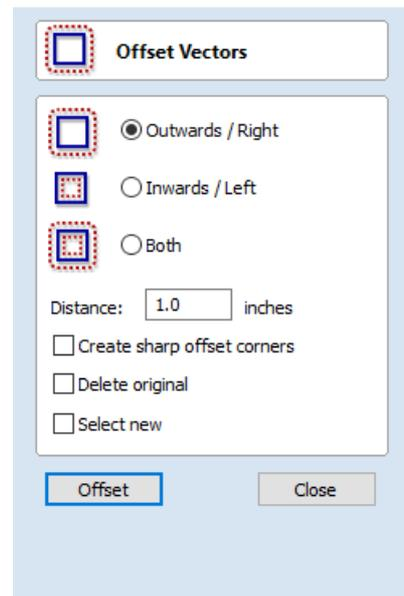 Offset Vectors
Outwards / Right
Inwards / Left
Both
Distance: 1.0 inches
Create sharp offset corners
Delete original
Select new
Offset Close